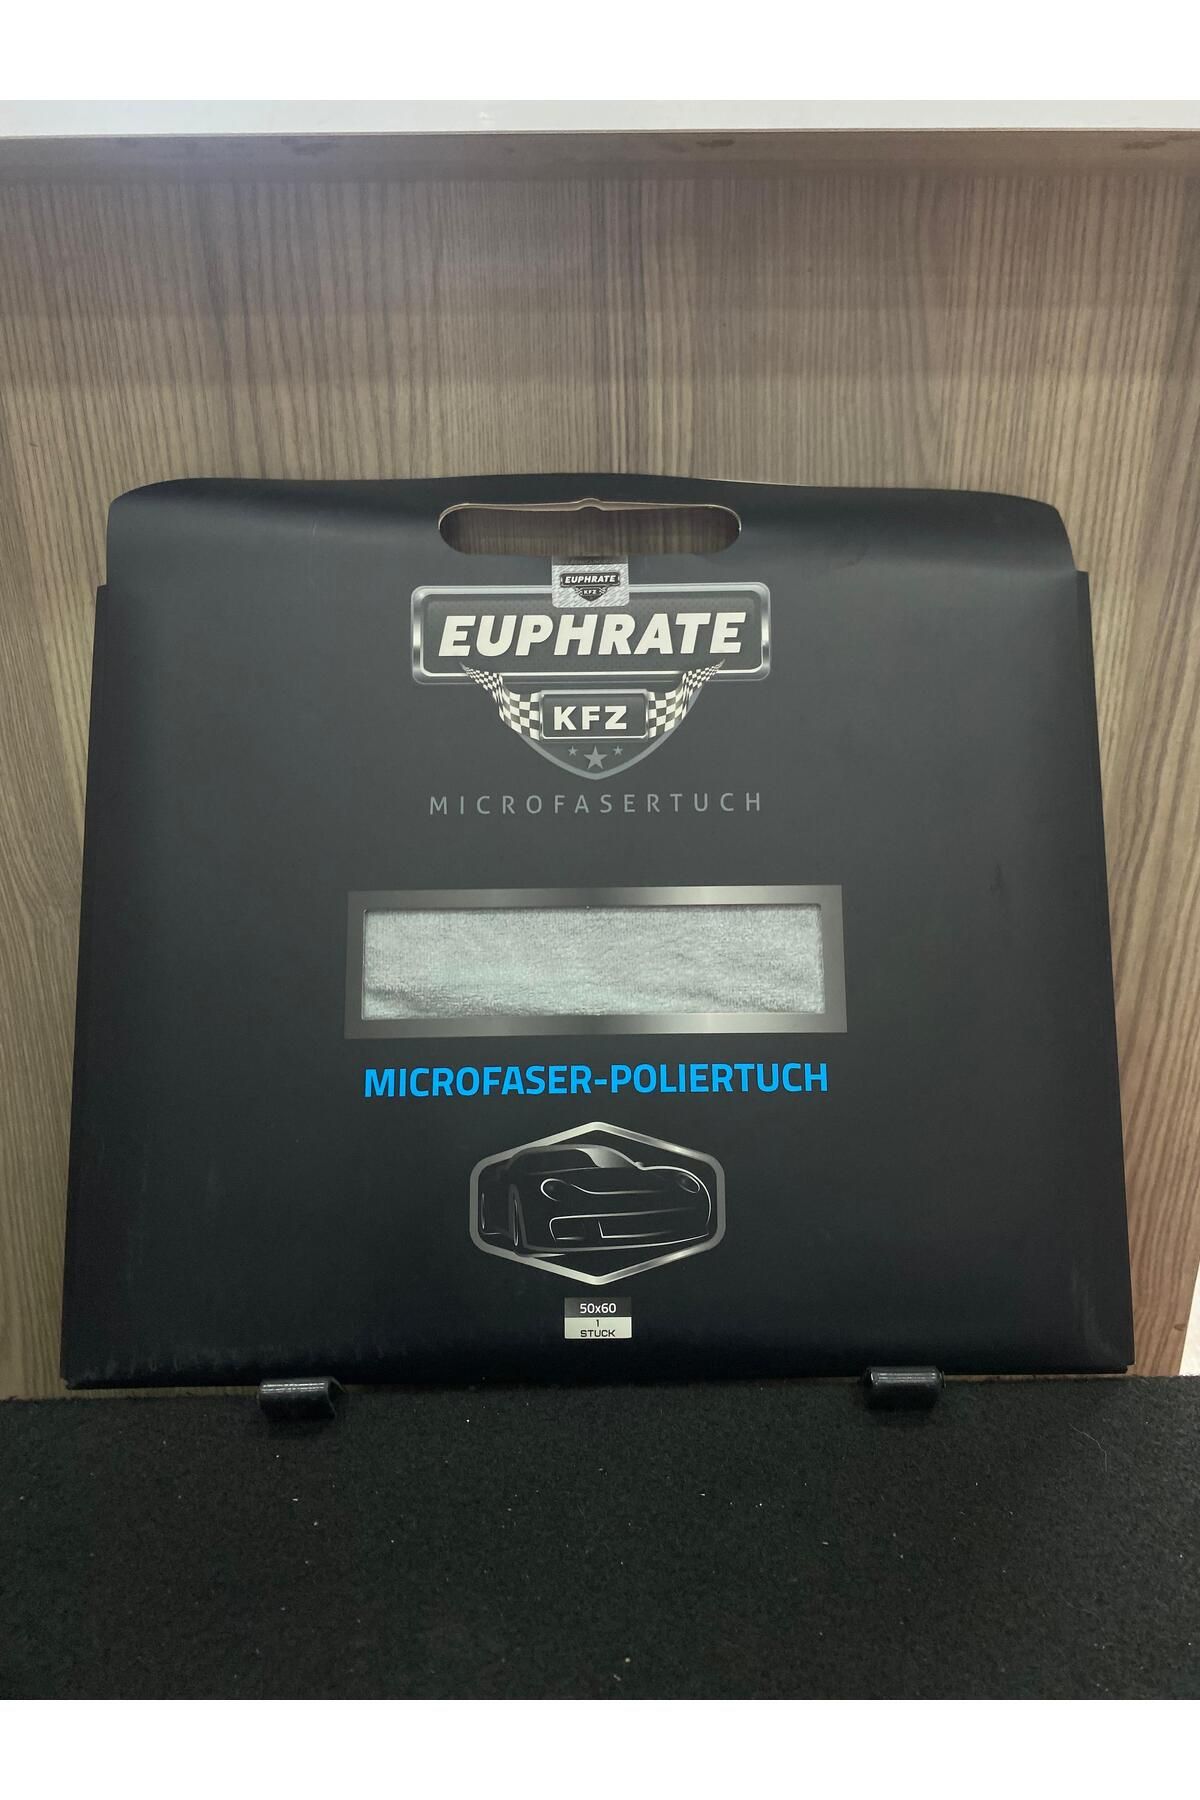 EUPHRATE
KFZ
EUPHRATE
KFZ
MICROFASERTUCH
MICROFASER-POLIERTUCH
50x60
1
STUCK